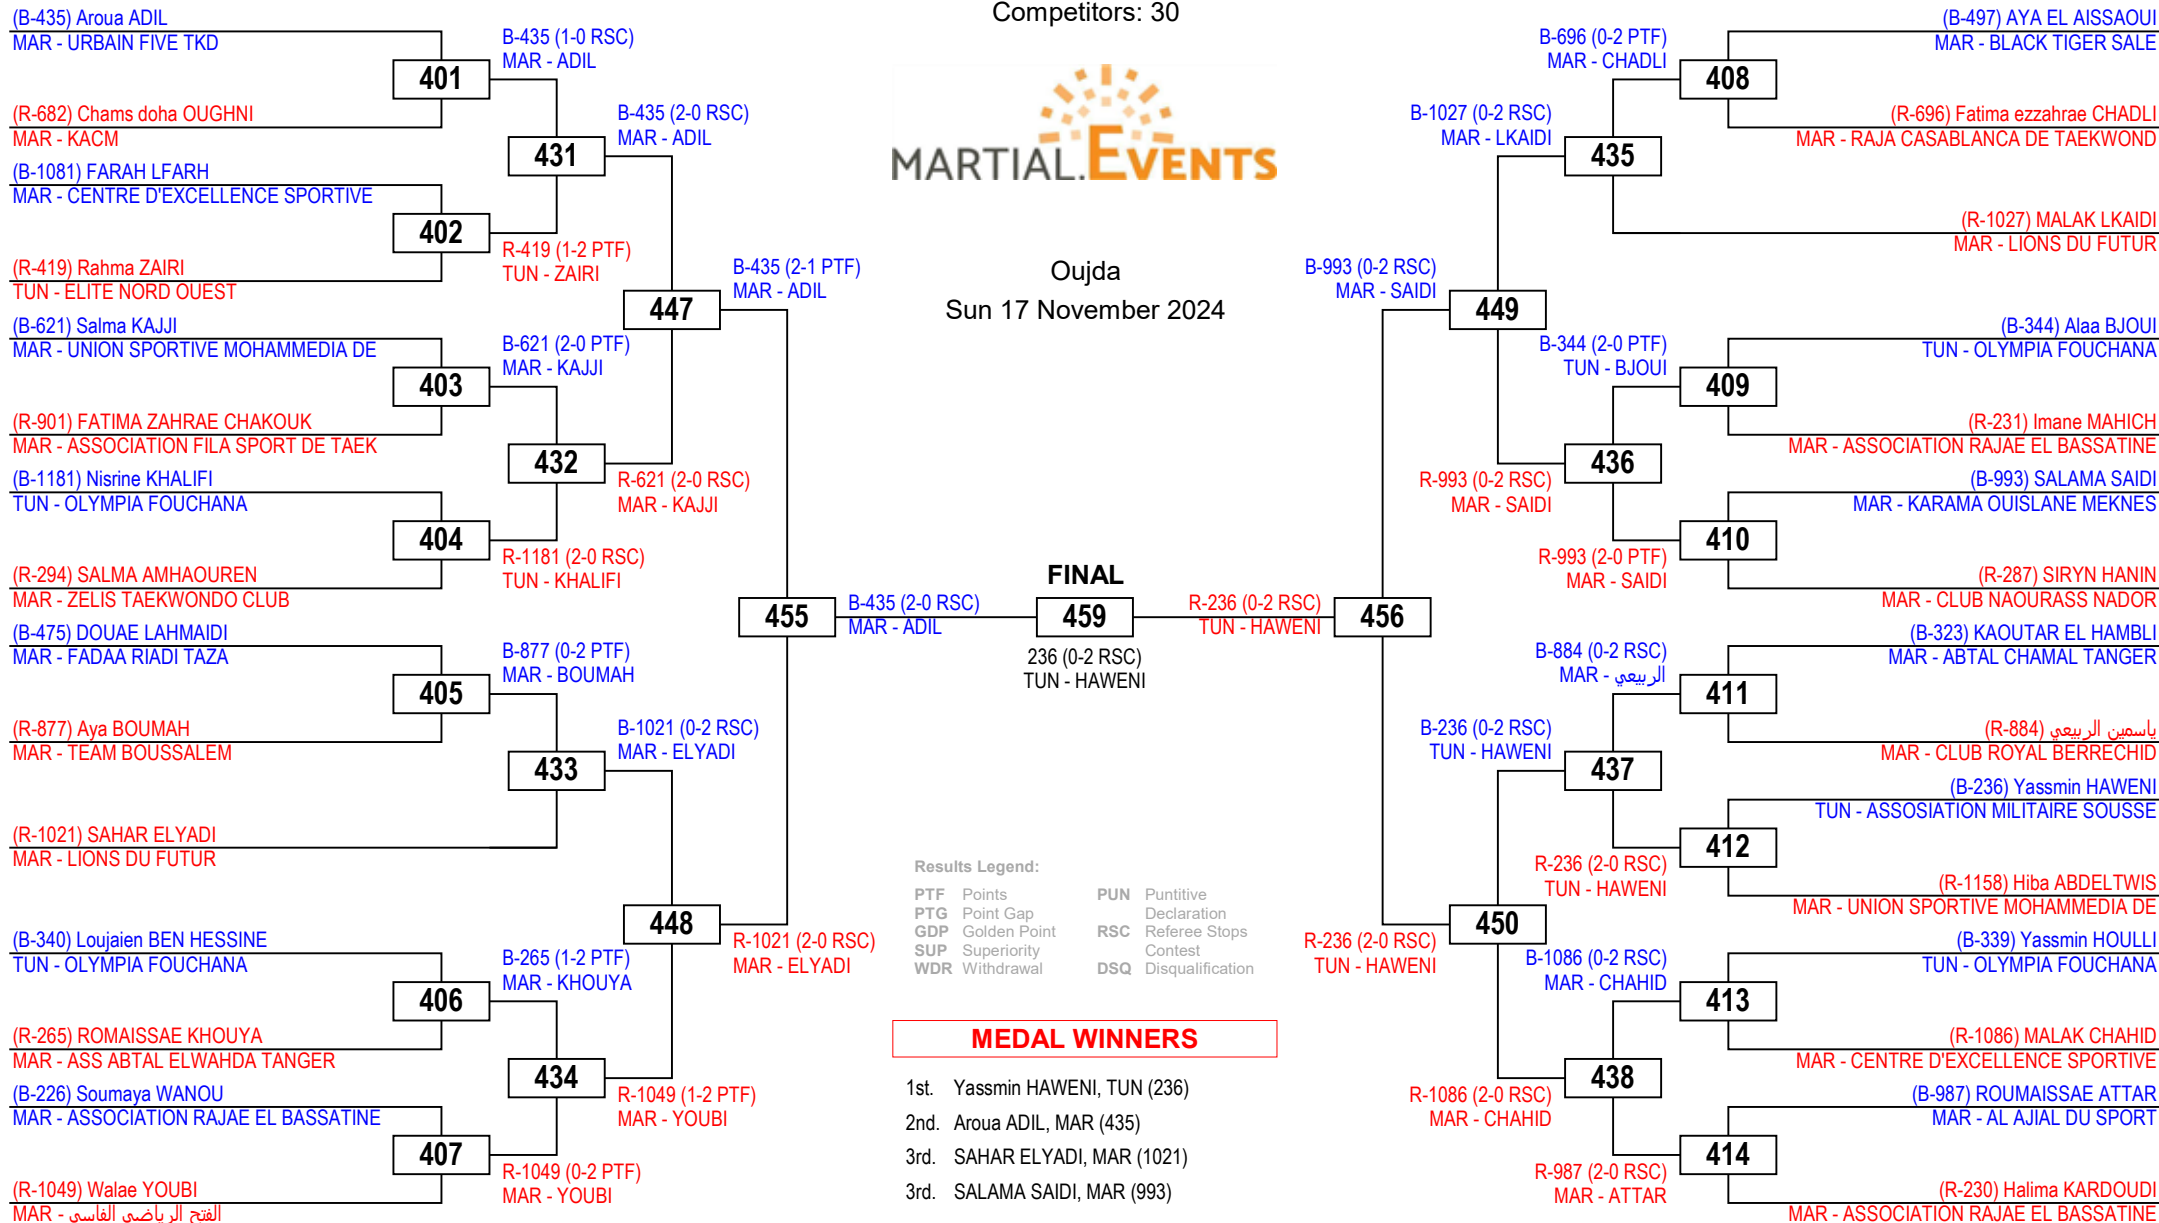 Competitors: 30
MARTIAL.EVENTS
Oujda
Sun 17 November 2024
(B-435) Aroua ADIL
MAR - URBAIN FIVE TKD
401
(R-682) Chams doha OUGHNI
MAR - KACM
(B-1081) FARAH LFARH
MAR - CENTRE D'EXCELLENCE SPORTIVE
402
(R-419) Rahma ZAIRI
TUN - ELITE NORD OUEST
(B-621) Salma KAJJI
MAR - UNION SPORTIVE MOHAMMEDIA DE
403
(R-901) FATIMA ZAHRAE CHAKOUK
MAR - ASSOCIATION FILA SPORT DE TAEK
(B-1181) Nisrine KHALIFI
TUN - OLYMPIA FOUCHANA
404
(R-294) SALMA AMHAOUREN
MAR - ZELIS TAEKWONDO CLUB
(B-475) DOUAE LAHMAIDI
MAR - FADAA RIADI TAZA
405
(R-877) Aya BOUMAH
MAR - TEAM BOUSSALEM
(R-1021) SAHAR ELYADI
MAR - LIONS DU FUTUR
(B-340) Loujaien BEN HESSINE
TUN - OLYMPIA FOUCHANA
406
(R-265) ROMAISSAE KHOUYA
MAR - ASS ABTAL ELWAHDA TANGER
(B-226) Soumaya WANOU
MAR - ASSOCIATION RAJAE EL BASSATINE
407
(R-1049) Walae YOUBI
MAR - الفتح الرياضي الفاسي
B-435 (1-0 RSC)
MAR - ADIL
431
R-419 (1-2 PTF)
TUN - ZAIRI
B-621 (2-0 PTF)
MAR - KAJJI
432
R-1181 (2-0 RSC)
TUN - KHALIFI
B-877 (0-2 PTF)
MAR - BOUMAH
433
B-265 (1-2 PTF)
MAR - KHOUYA
434
R-1049 (0-2 PTF)
MAR - YOUBI
B-435 (2-0 RSC)
MAR - ADIL
447
R-621 (2-0 RSC)
MAR - KAJJI
B-1021 (0-2 RSC)
MAR - ELYADI
448
R-1049 (1-2 PTF)
MAR - YOUBI
B-435 (2-1 PTF)
MAR - ADIL
455
R-1021 (2-0 RSC)
MAR - ELYADI
B-435 (2-0 RSC)
MAR - ADIL
FINAL
459
236 (0-2 RSC)
TUN - HAWENI
R-236 (0-2 RSC)
TUN - HAWENI
456
B-993 (0-2 RSC)
MAR - SAIDI
449
R-236 (2-0 RSC)
TUN - HAWENI
450
B-1027 (0-2 RSC)
MAR - LKAIDI
435
R-993 (0-2 RSC)
MAR - SAIDI
436
B-236 (0-2 RSC)
TUN - HAWENI
437
R-1086 (2-0 RSC)
MAR - CHAHID
438
B-696 (0-2 PTF)
MAR - CHADLI
B-344 (2-0 PTF)
TUN - BJOUI
R-993 (2-0 PTF)
MAR - SAIDI
B-884 (0-2 RSC)
MAR - الربيعي
R-236 (2-0 RSC)
TUN - HAWENI
B-1086 (0-2 RSC)
MAR - CHAHID
R-987 (2-0 RSC)
MAR - ATTAR
(B-497) AYA EL AISSAOUI
MAR - BLACK TIGER SALE
408
(R-696) Fatima ezzahrae CHADLI
MAR - RAJA CASABLANCA DE TAEKWOND
(R-1027) MALAK LKAIDI
MAR - LIONS DU FUTUR
(B-344) Alaa BJOUI
TUN - OLYMPIA FOUCHANA
409
(R-231) Imane MAHICH
MAR - ASSOCIATION RAJAE EL BASSATINE
(B-993) SALAMA SAIDI
MAR - KARAMA OUISLANE MEKNES
410
(R-287) SIRYN HANIN
MAR - CLUB NAOURASS NADOR
(B-323) KAOUTAR EL HAMBLI
MAR - ABTAL CHAMAL TANGER
411
(R-884) ياسمين الربيعي
MAR - CLUB ROYAL BERRECHID
(B-236) Yassmin HAWENI
TUN - ASSOSIATION MILITAIRE SOUSSE
412
(R-1158) Hiba ABDELTWIS
MAR - UNION SPORTIVE MOHAMMEDIA DE
(B-339) Yassmin HOULLI
TUN - OLYMPIA FOUCHANA
413
(R-1086) MALAK CHAHID
MAR - CENTRE D'EXCELLENCE SPORTIVE
(B-987) ROUMAISSAE ATTAR
MAR - AL AJIAL DU SPORT
414
(R-230) Halima KARDOUDI
MAR - ASSOCIATION RAJAE EL BASSATINE
Results Legend:
PTF Points
PTG Point Gap
GDP Golden Point
SUP Superiority
WDR Withdrawal
PUN Puntitive
Declaration
RSC Referee Stops
Contest
DSQ Disqualification
MEDAL WINNERS
1st. Yassmin HAWENI, TUN (236)
2nd. Aroua ADIL, MAR (435)
3rd. SAHAR ELYADI, MAR (1021)
3rd. SALAMA SAIDI, MAR (993)